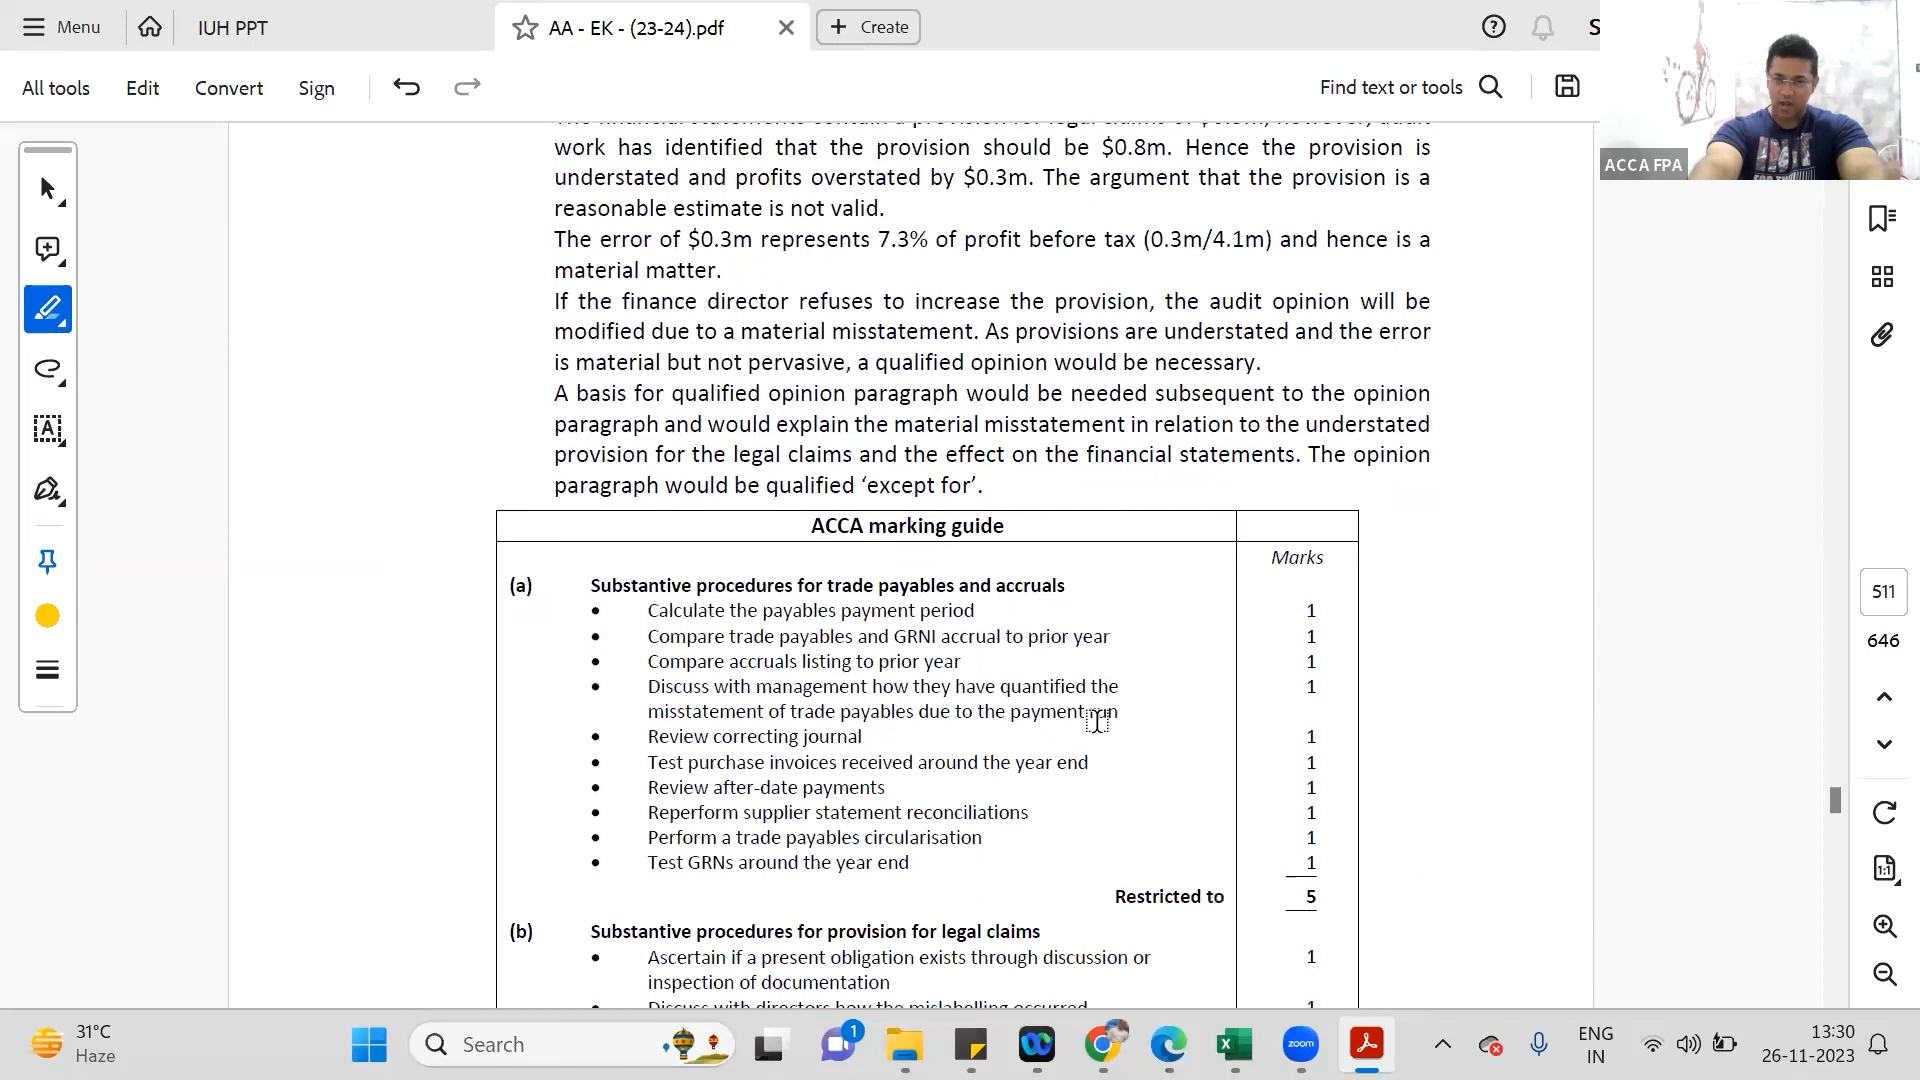 Menu
IUH PPT
AA - EK - (23-24).pdf
Create
All tools
Edit
Convert
Sign
Find text or tools
ACCA FPA
work has identified that the provision should be $0.8m. Hence the provision is
understated and profits overstated by $0.3m. The argument that the provision is a
reasonable estimate is not valid.
The error of $0.3m represents 7.3% of profit before tax (0.3m/4.1m) and hence is a
material matter.
If the finance director refuses to increase the provision, the audit opinion will be
modified due to a material misstatement. As provisions are understated and the error
is material but not pervasive, a qualified opinion would be necessary.
A basis for qualified opinion paragraph would be needed subsequent to the opinion
paragraph and would explain the material misstatement in relation to the understated
provision for the legal claims and the effect on the financial statements. The opinion
paragraph would be qualified ‘except for’.
ACCA marking guide
Marks
(a) Substantive procedures for trade payables and accruals
• Calculate the payables payment period 1
• Compare trade payables and GRNI accrual to prior year 1
• Compare accruals listing to prior year 1
• Discuss with management how they have quantified the 1
misstatement of trade payables due to the payment
• Review correcting journal 1
• Test purchase invoices received around the year end 1
• Review after-date payments 1
• Reperform supplier statement reconciliations 1
• Perform a trade payables circularisation 1
• Test GRNs around the year end 1
Restricted to 5
(b) Substantive procedures for provision for legal claims
• Ascertain if a present obligation exists through discussion or 1
inspection of documentation
• Discuss with directors how the mislabelling occurred 1
511
646
31°C
Haze
Search
1
zoom
ENG
IN
13:30
26-11-2023